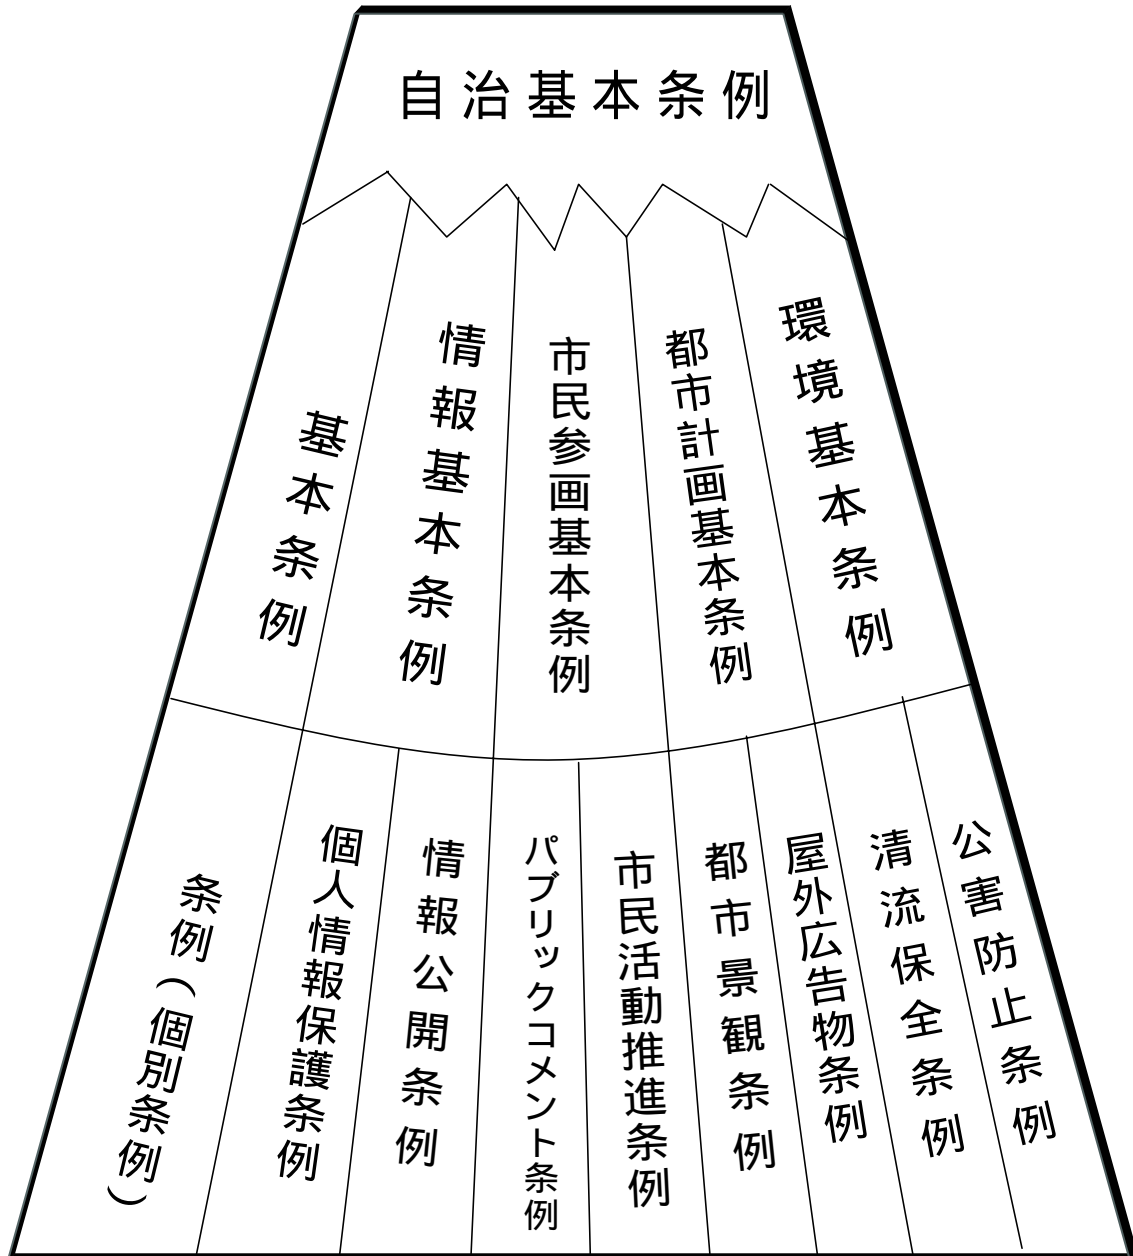 自治基本条例
基本条例
情報基本条例
市民参画基本条例
都市計画基本条例
環境基本条例
条例(個別条例)
個人情報保護条例
情報公開条例
パブリックコメント条例
市民活動推進条例
都市景観条例
屋外広告物条例
清流保全条例
公害防止条例